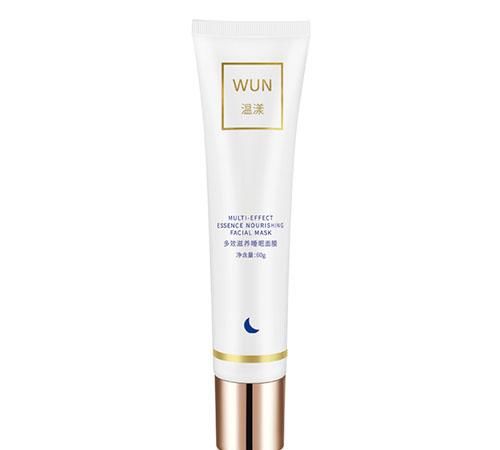 WUN
温漾
MULTI-EFFECT
ESSENCE NOURISHING
FACIAL MASK
多效滋养睡眠面膜
净含量:60g